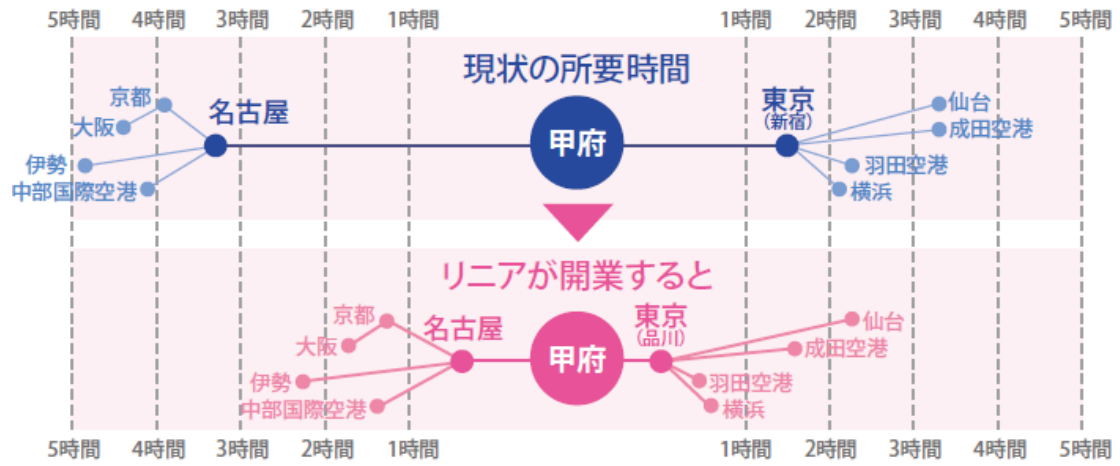 5時間 4時間 3時間 2時間 1時間 1時間 2時間 3時間 4時間 5時間
現状の所要時間
京都
名古屋
東京
(新宿)
仙台
大阪
甲府
成田空港
伊勢
羽田空港
中部国際空港
横浜
リニアが開業すると
京都
名古屋
東京
(品川)
仙台
大阪
甲府
成田空港
伊勢
羽田空港
中部国際空港
横浜
5時間 4時間 3時間 2時間 1時間 1時間 2時間 3時間 4時間 5時間